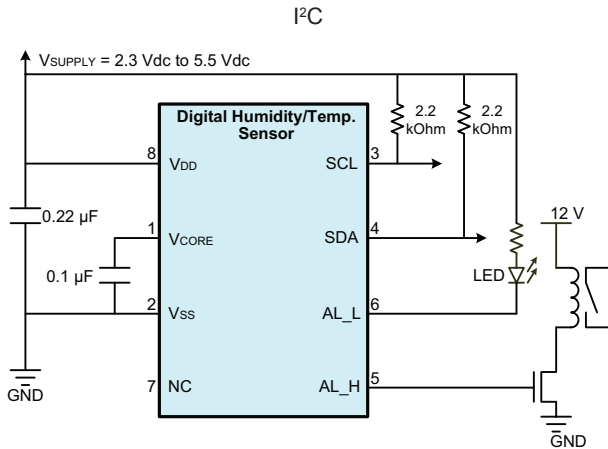 I²C
VSUPPLY = 2.3 Vdc to 5.5 Vdc
Digital Humidity/Temp.
Sensor
2.2
kOhm
2.2
kOhm
8
VDD
SCL
3
0.22 µF
1
VCORE
SDA
4
12 V
0.1 µF
LED
2
VSS
AL_L
6
GND
7
NC
AL_H
5
GND